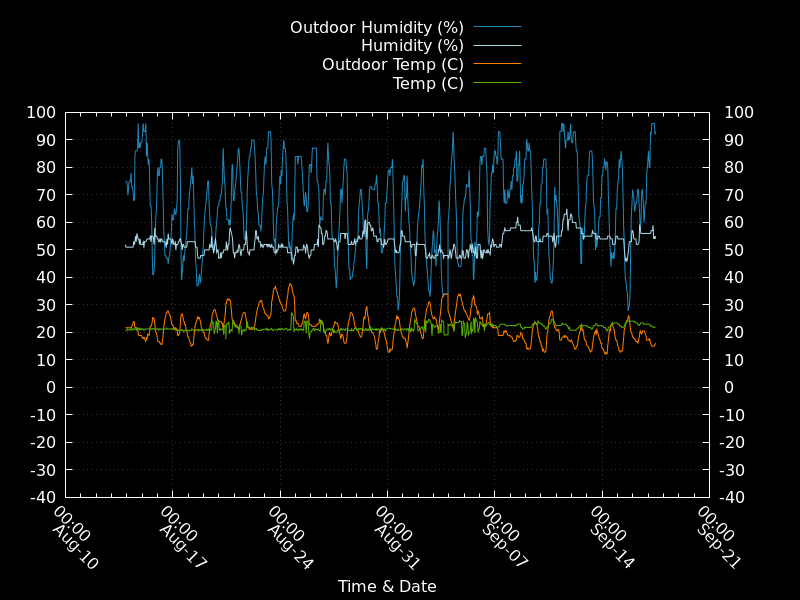 Outdoor Humidity (%)
Humidity (%)
Outdoor Temp (C)
Temp (C)
100 100
90 90
80 80
70 70
60 60
50 50
40 40
30 30
20 20
10 10
0 0
-10 -10
-20 -20
-30 -30
-40 -40
00:00 00:00 00:00 00:00 00:00 00:00 00:00
Aug-10 Aug-17 Aug-24 Aug-31 Sep-07 Sep-14 Sep-21
Time & Date